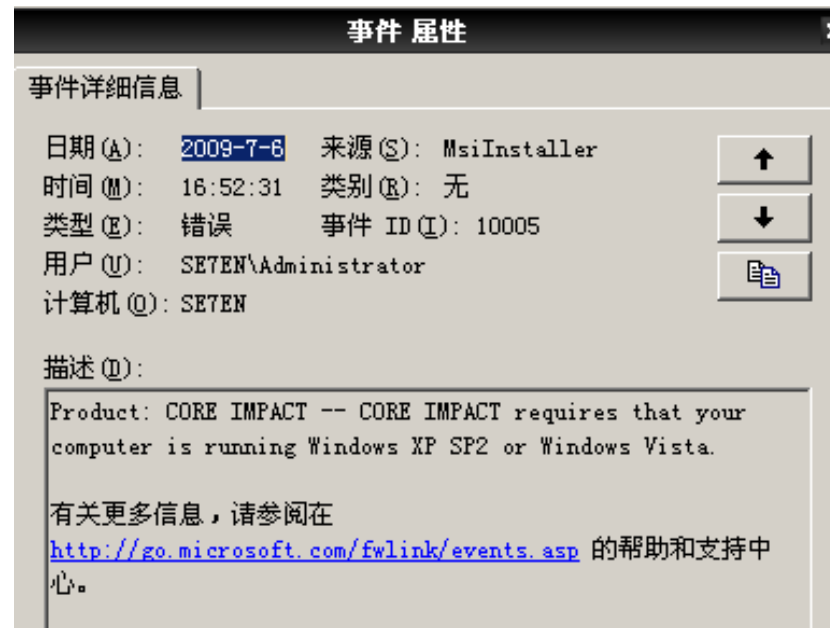 事件 属性
事件详细信息
日期(A): 2009-7-6 来源(S): MsiInstaller
时间(M): 16:52:31 类别(R): 无
类型(E): 错误 事件 ID(I): 10005
用户(U): SE7EN\Administrator
计算机(O): SE7EN
描述(D):
Product: CORE IMPACT -- CORE IMPACT requires that your
computer is running Windows XP SP2 or Windows Vista.
有关更多信息，请参阅在
http://go.microsoft.com/fwlink/events.asp 的帮助和支持中
心。